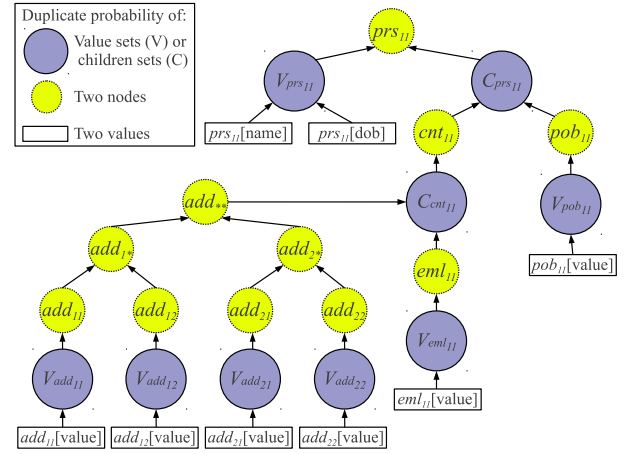 Duplicate probability of:
Value sets (V) or
children sets (C)
Two nodes
Two values
prs11
Vprs11
Cprs11
prs11[name]
prs11[dob]
cnt11
pob11
add**
Ccnt11
Vpob11
add1*
add2*
eml11
pob11[value]
add11
add12
add21
add22
Veml11
Vadd11
Vadd12
Vadd21
Vadd22
eml11[value]
add11[value]
add12[value]
add21[value]
add22[value]